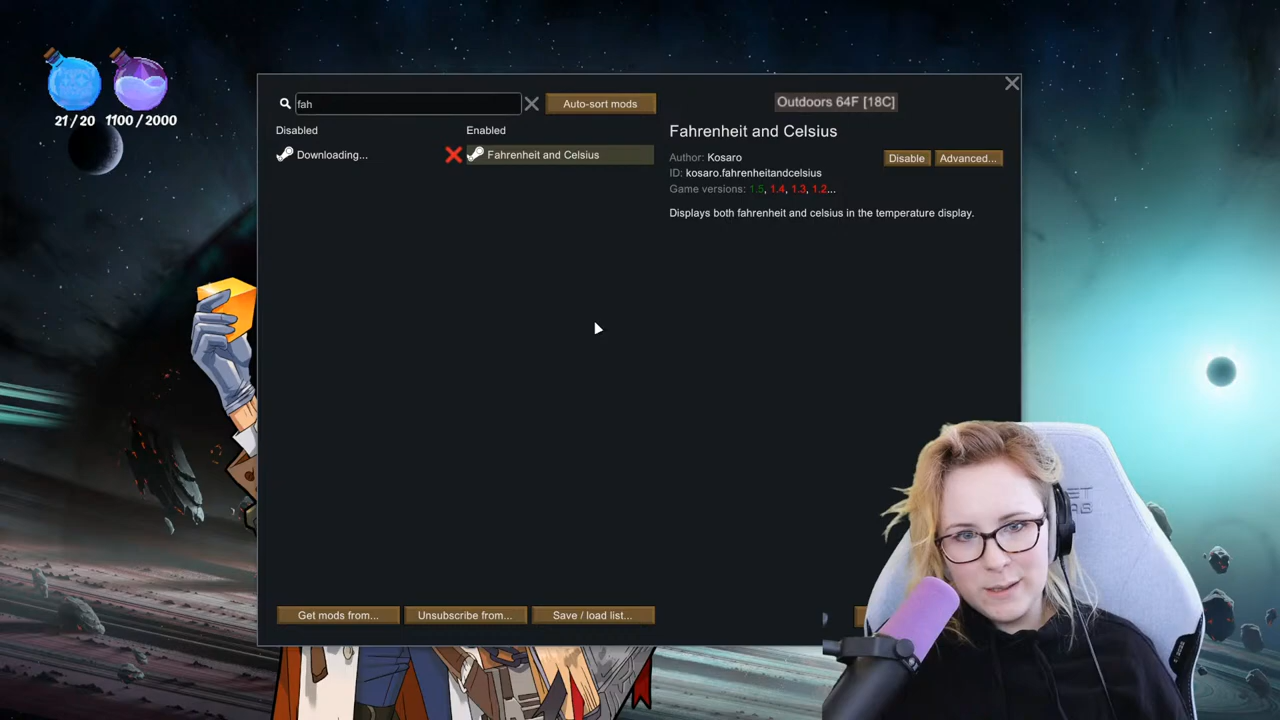 21 / 20
1100 / 2000
fah
Auto-sort mods
Disabled
Enabled
Downloading...
Fahrenheit and Celsius
Outdoors 64F [18C]
Fahrenheit and Celsius
Author: Kosaro
ID: kosaro.fahrenheitandcelsius
Game versions: 1.5, 1.4, 1.3, 1.2...
Disable
Advanced...
Displays both fahrenheit and celsius in the temperature display.
Get mods from...
Unsubscribe from...
Save / load list...